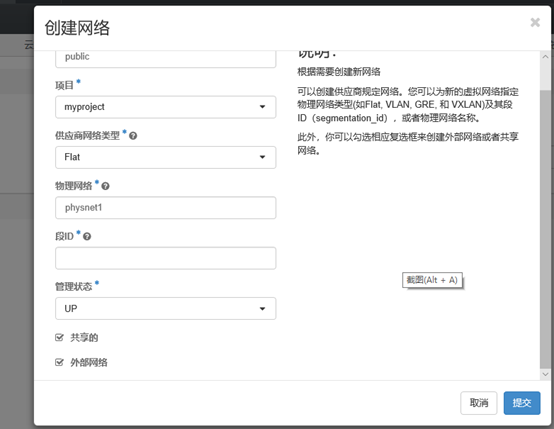 创建网络
×
云
public
说明:
根据需要创建新网络
项目 *
myproject
可以创建供应商规定网络。您可以为新的虚拟网络指定
物理网络类型(如Flat, VLAN, GRE, 和 VXLAN)及其段
ID（segmentation_id），或者物理网络名称。
供应商网络类型 *
Flat
此外，你可以勾选相应复选框来创建外部网络或者共享
网络。
物理网络 *
physnet1
段ID *
截图(Alt + A)
管理状态 *
UP
共享的
外部网络
取消
提交